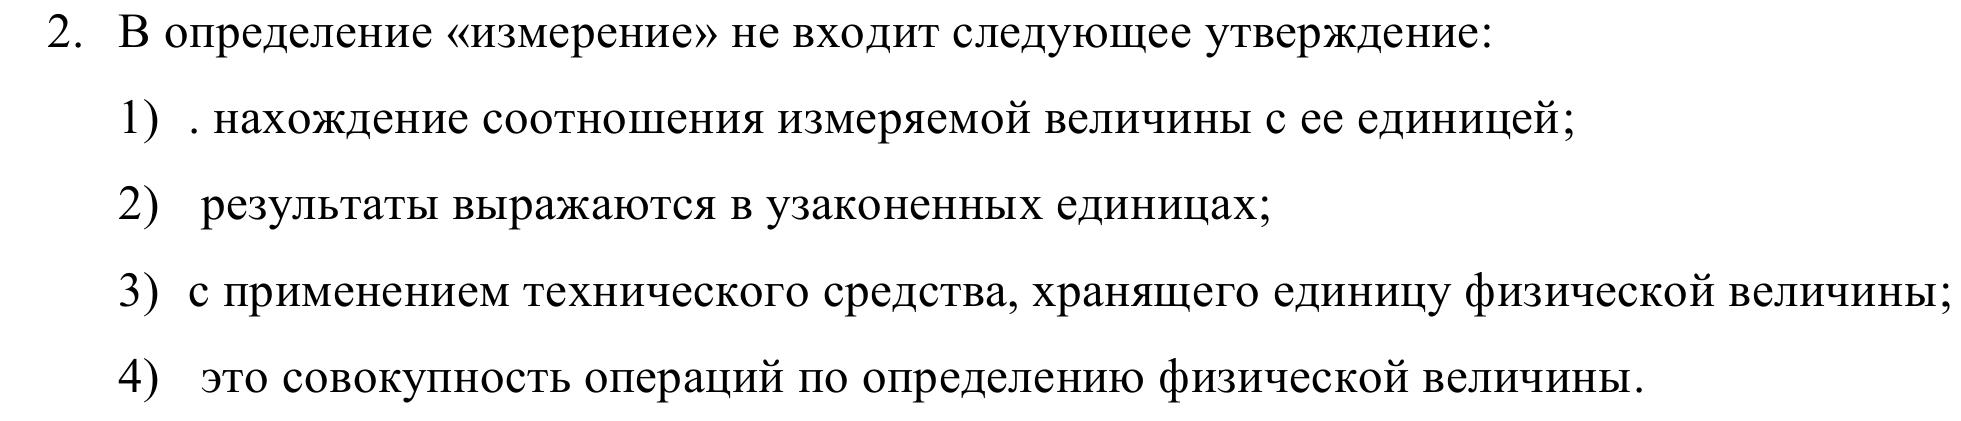 2. В определение «измерение» не входит следующее утверждение:
1) . нахождение соотношения измеряемой величины с ее единицей;
2) результаты выражаются в узаконенных единицах;
3) с применением технического средства, хранящего единицу физической величины;
4) это совокупность операций по определению физической величины.